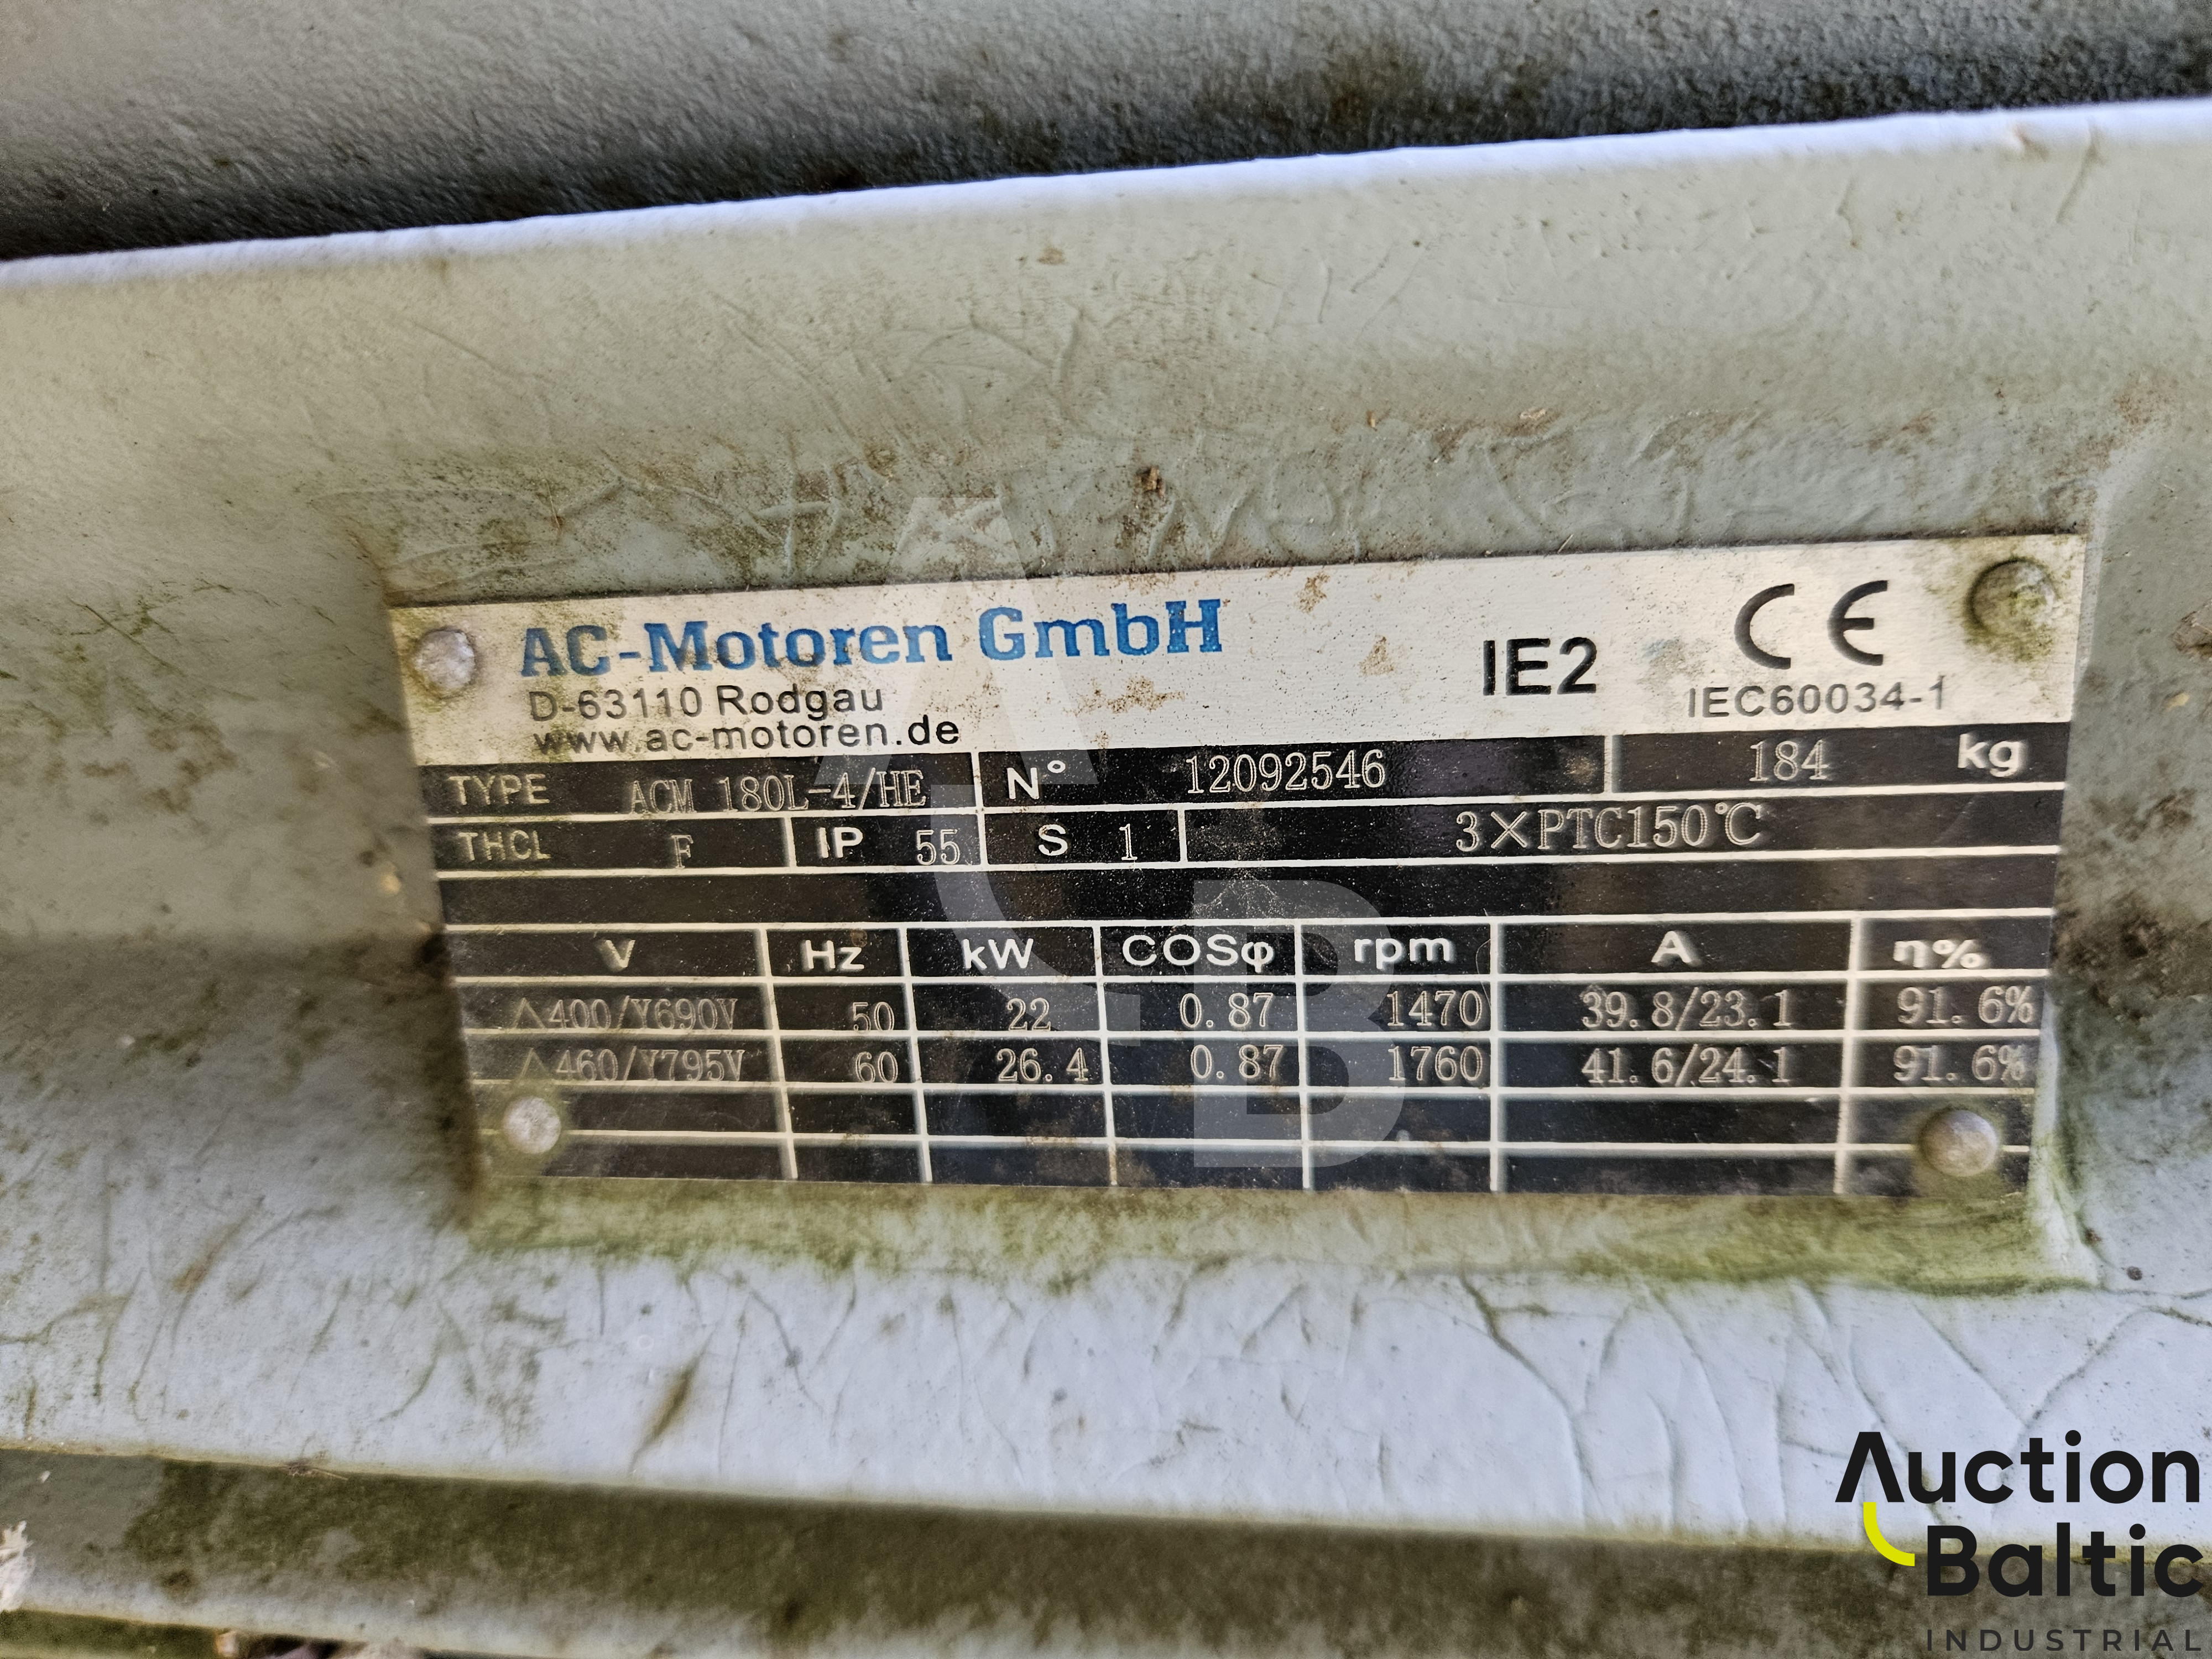 AC-Motoren GmbH
D-63110 Rodgau
www.ac-motoren.de
IE2
CE
IEC60034-1
TYPE ACM 180L-4/HE N° 12092546 184 kg
THCL F IP 55 S 1 3×PTC150℃
V Hz kW COSφ rpm A η%
△400/Y690V 50 22 0.87 1470 39.8/23.1 91.6%
△460/Y795V 60 26.4 0.87 1760 41.6/24.1 91.6%
Auction
Baltic
INDUSTRIAL